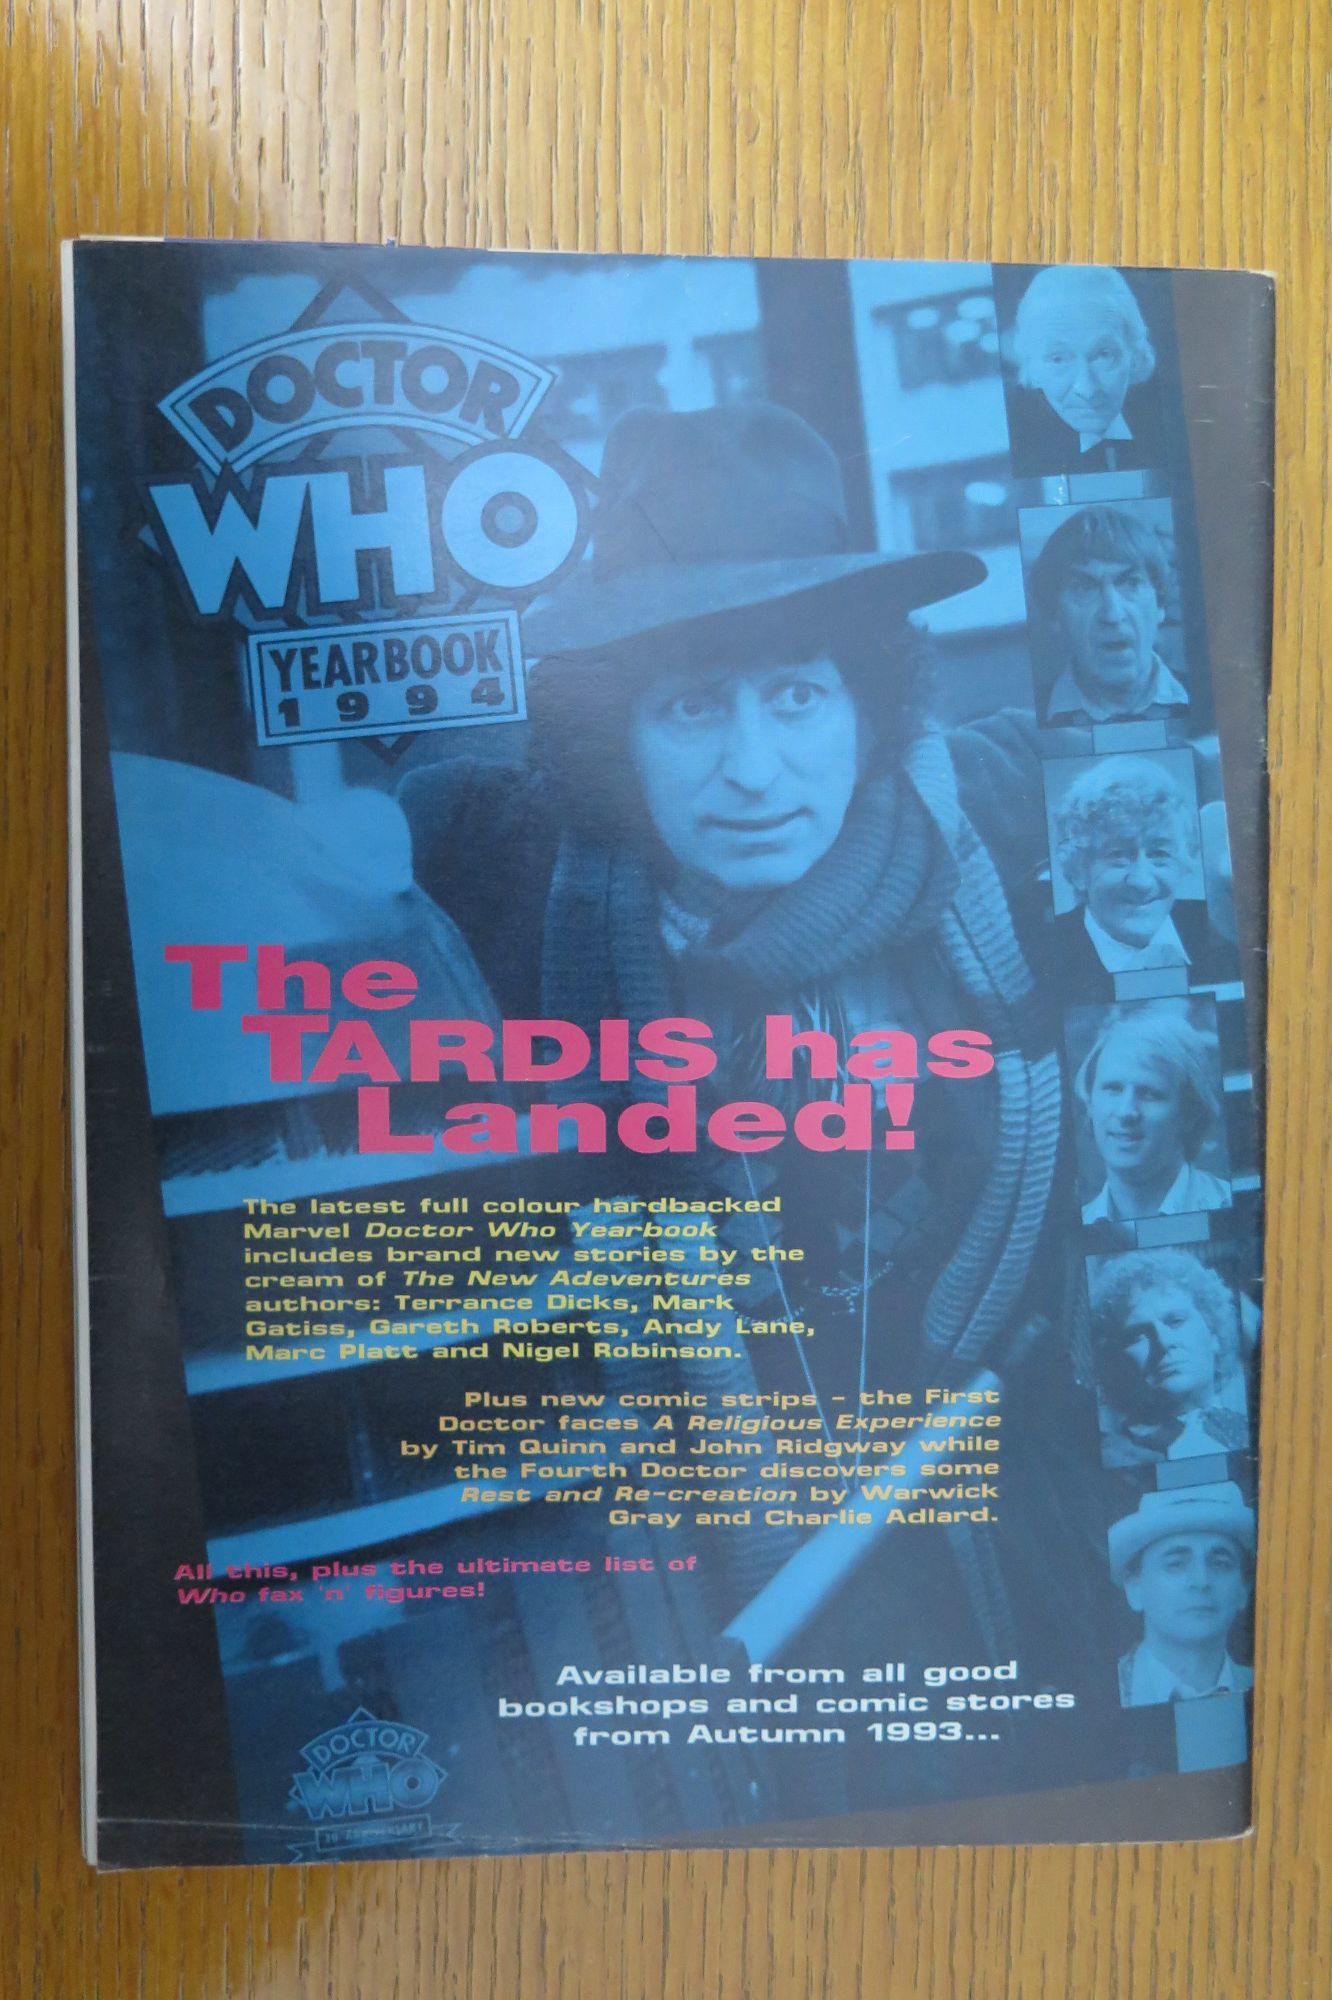 DOCTOR
WHO
YEARBOOK
1994
The
TARDIS has
Landed!
The latest full colour hardbacked
Marvel Doctor Who Yearbook
includes brand new stories by the
cream of The New Adeventures
authors: Terrance Dicks, Mark
Gatiss, Gareth Roberts, Andy Lane,
Marc Platt and Nigel Robinson.
Plus new comic strips – the First
Doctor faces A Religious Experience
by Tim Quinn and John Ridgway while
the Fourth Doctor discovers some
Rest and Re-creation by Warwick
Gray and Charlie Adlard.
All this, plus the ultimate list of
Who fax 'n' figures!
Available from all good
bookshops and comic stores
from Autumn 1993...
DOCTOR
WHO
30 ANNIVERSARY